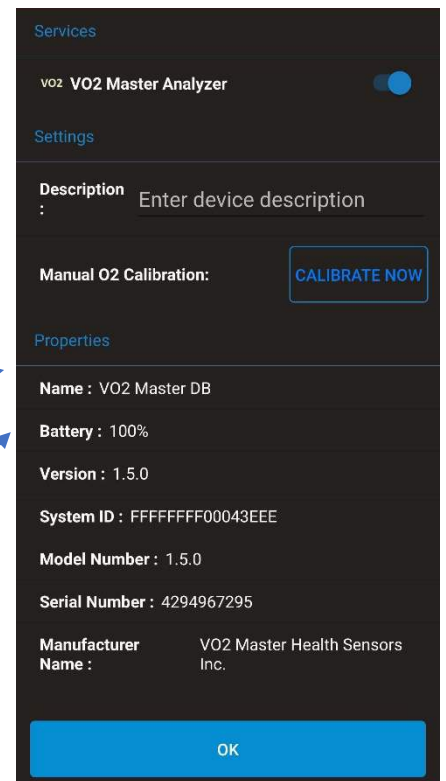 Services
VO2 VO2 Master Analyzer
Settings
Description
:
Enter device description
Manual O2 Calibration:
CALIBRATE NOW
Properties
Name : VO2 Master DB
Battery : 100%
Version : 1.5.0
System ID : FFFFFFFF00043EEE
Model Number : 1.5.0
Serial Number : 4294967295
Manufacturer
Name :
VO2 Master Health Sensors
Inc.
OK